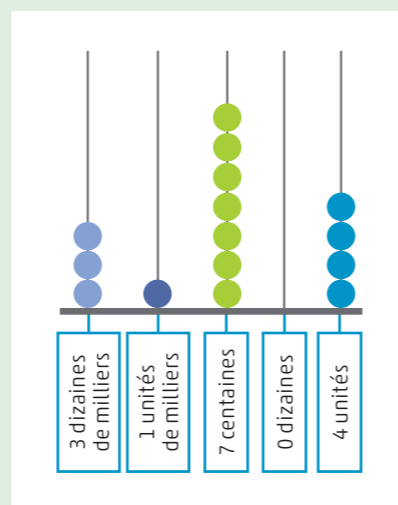 3 dizaines
de milliers
1 unités
de milliers
7 centaines
0 dizaines
4 unités